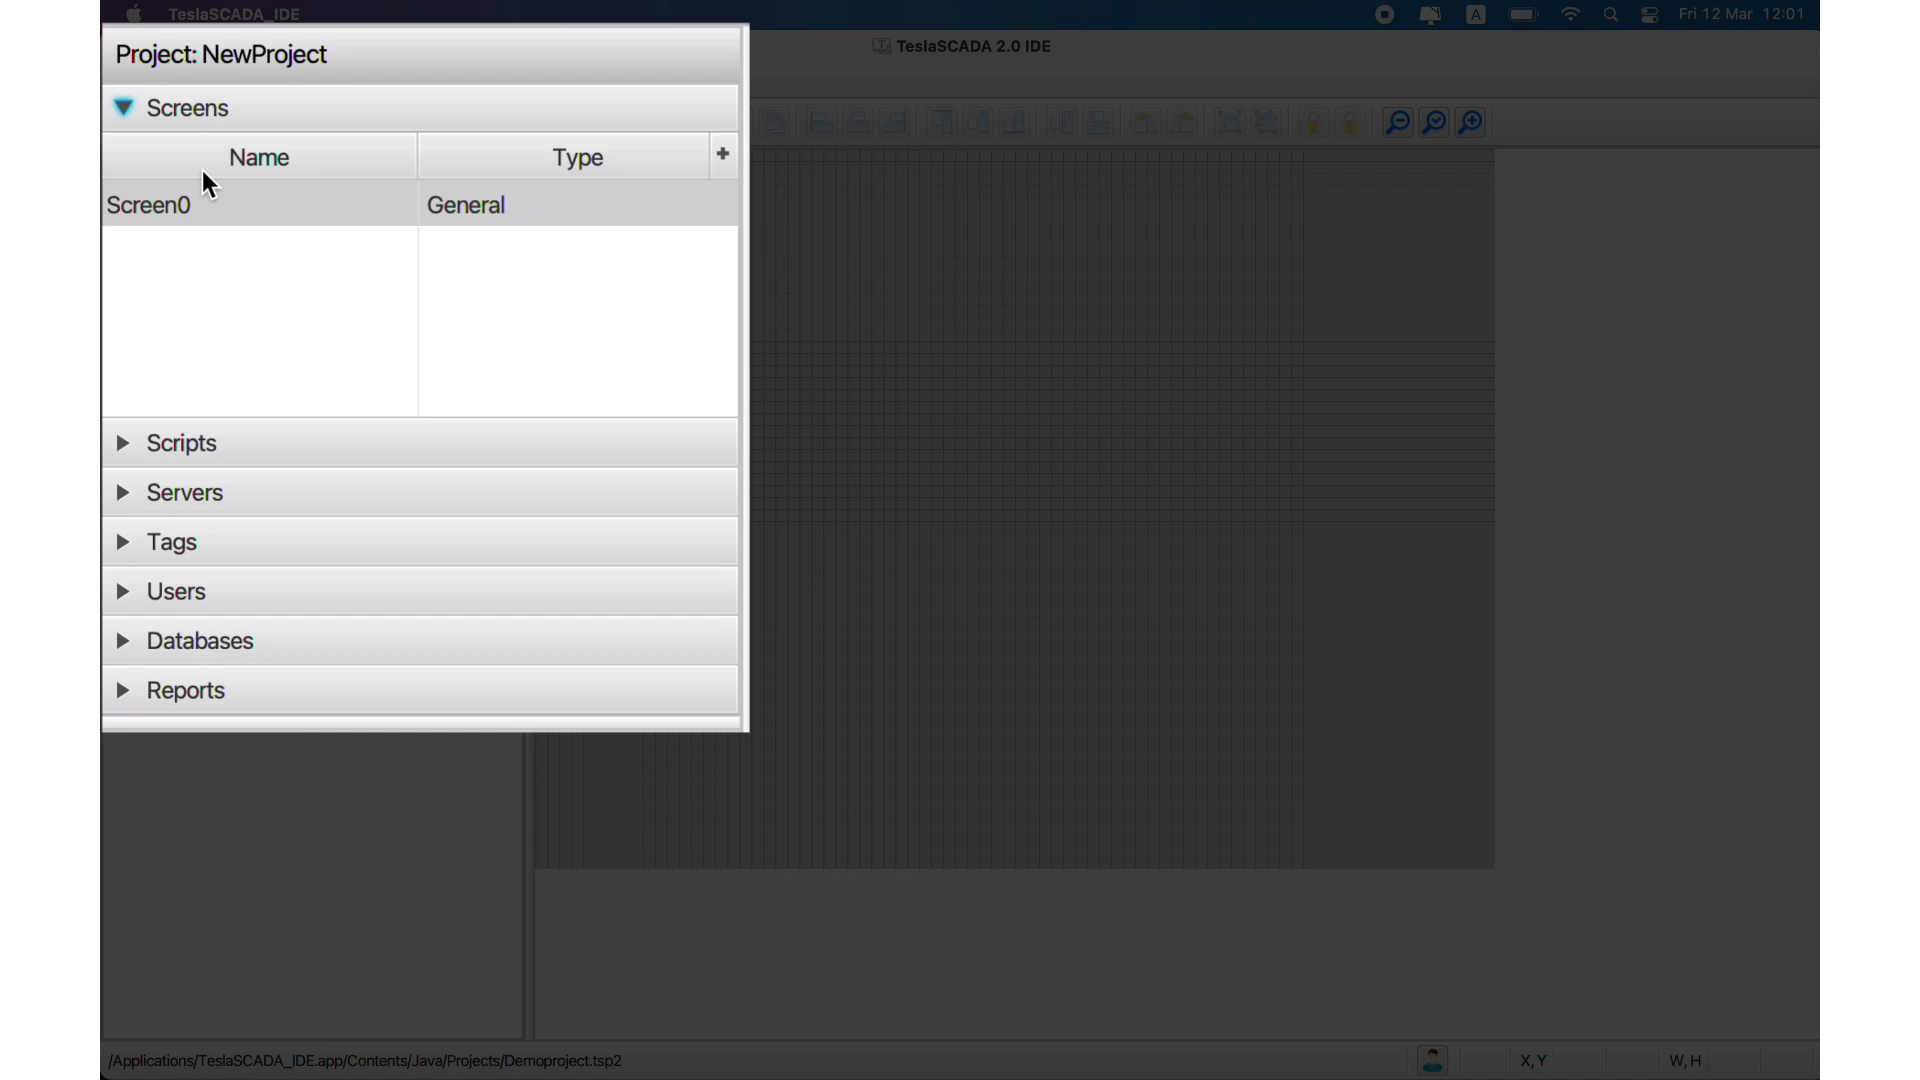 TeslaSCADA_IDE
A
Fri 12 Mar 12:01
Project: NewProject
TeslaSCADA 2.0 IDE
Screens
Name Type +
Screen0 General
Scripts
Servers
Tags
Users
Databases
Reports
/Applications/TeslaSCADA_IDE.app/Contents/Java/Projects/Demoproject.tsp2
X,Y
W,H